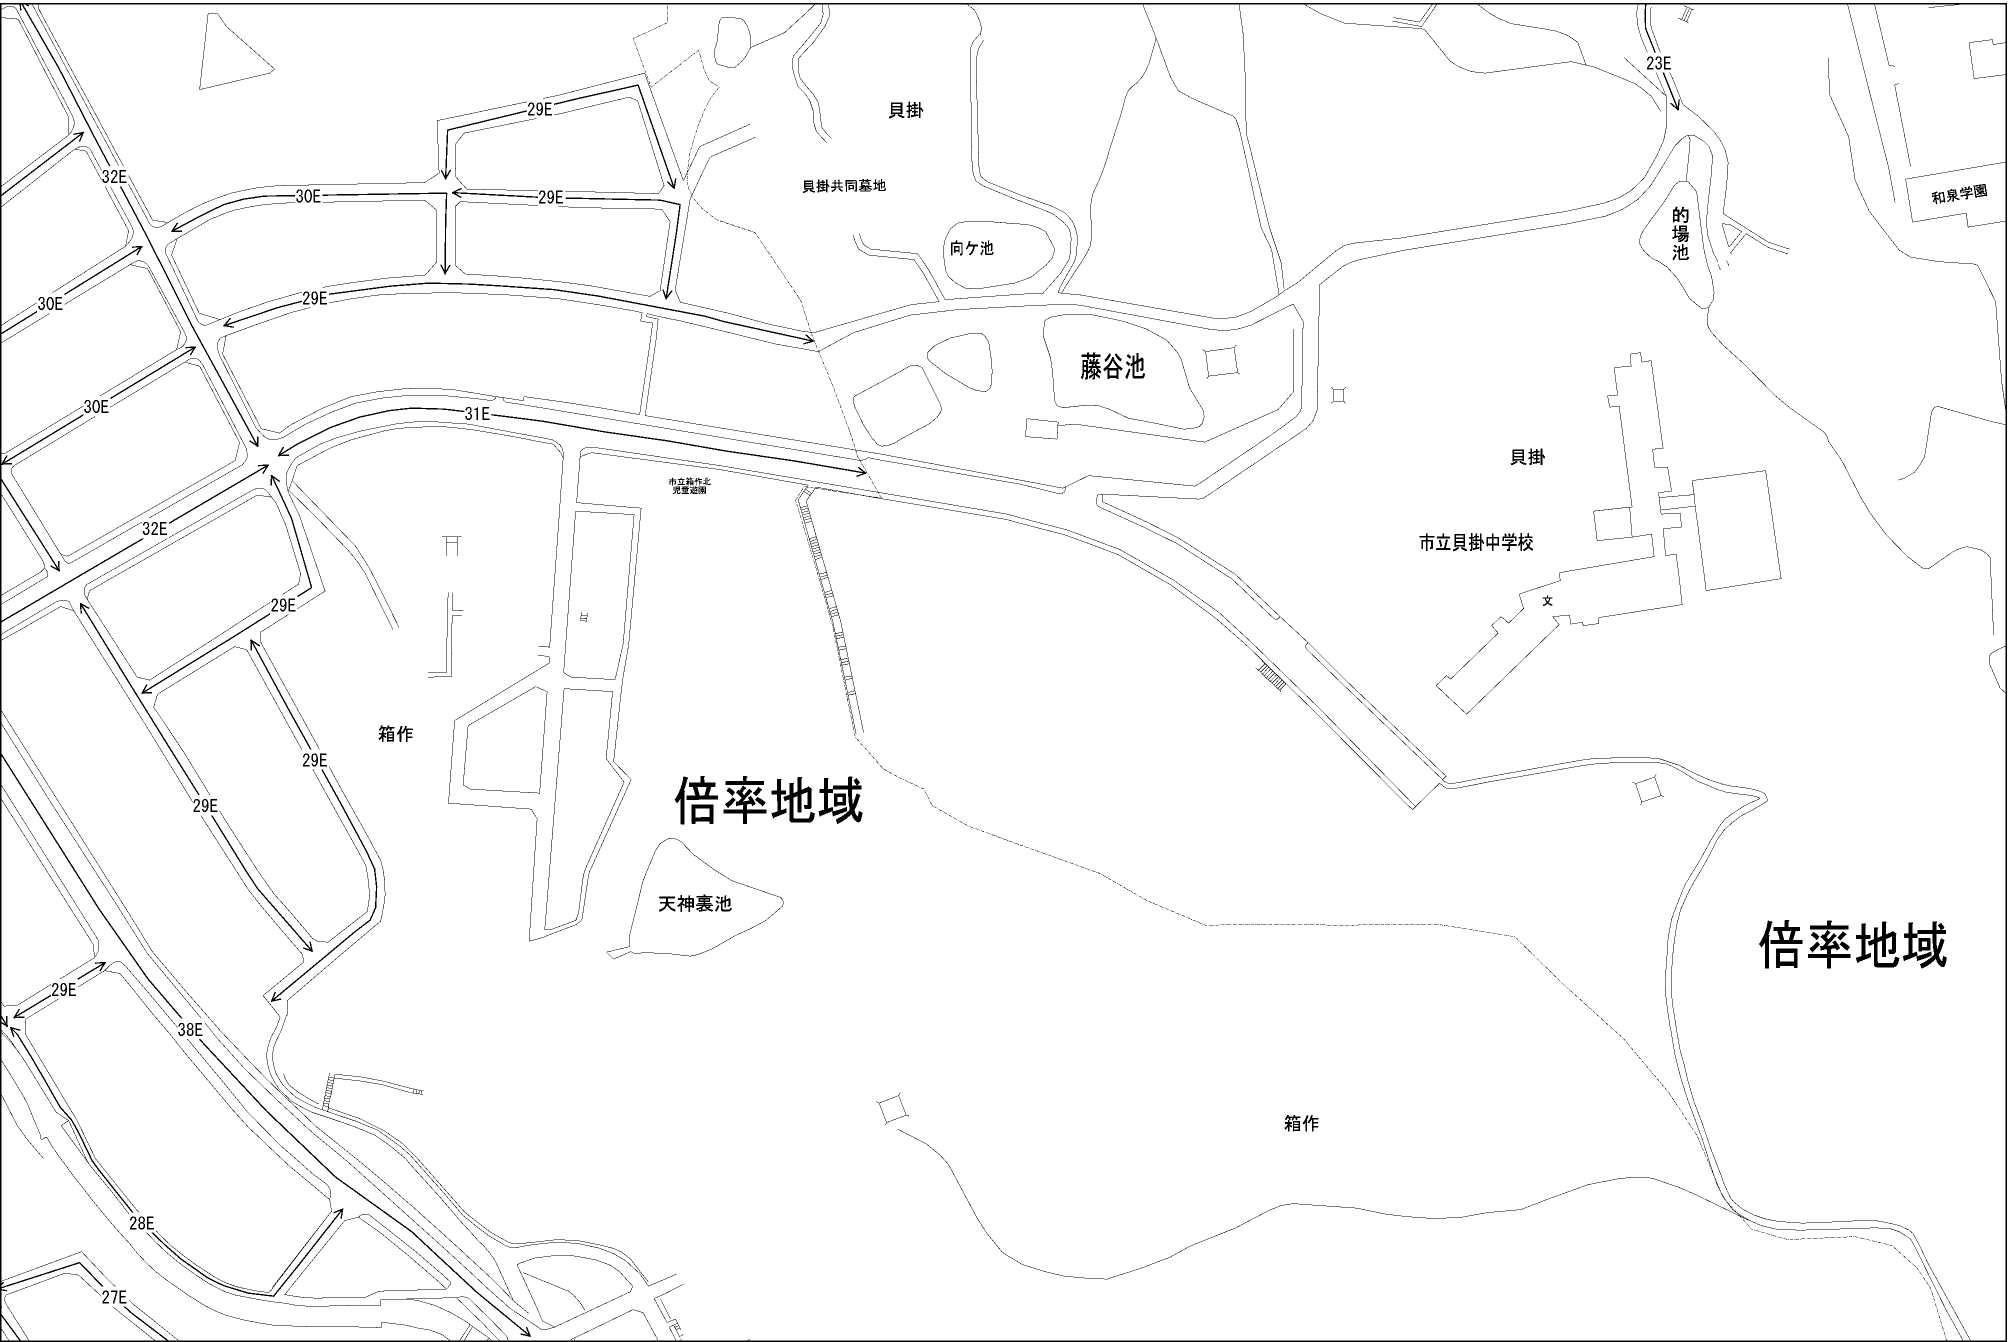 23E
29E
貝掛
32E
貝掛共同墓地
30E
29E
和泉学園
的場池
向ケ池
30E
29E
藤谷池
30E
31E
貝掛
市立箱作北
児童遊園
32E
市立貝掛中学校
文
29E
箱作
29E
倍率地域
29E
天神裏池
倍率地域
29E
38E
箱作
28E
27E